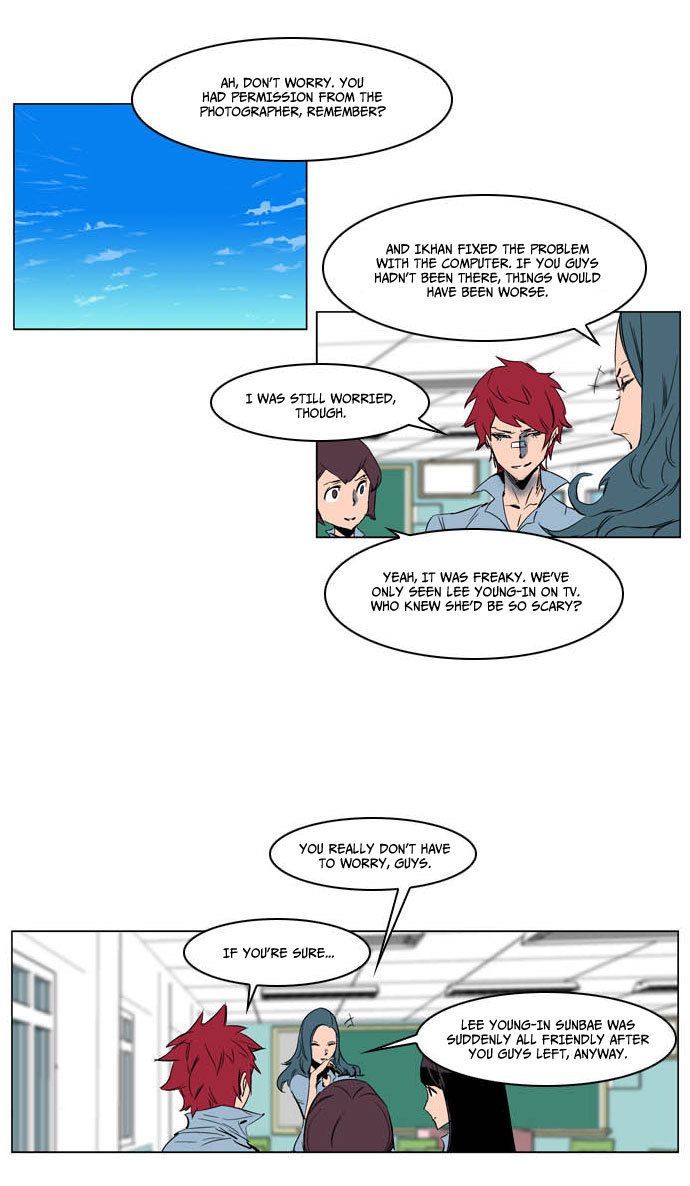 AH, DON'T WORRY. YOU
HAD PERMISSION FROM THE
PHOTOGRAPHER, REMEMBER?
AND IKHAN FIXED THE PROBLEM
WITH THE COMPUTER. IF YOU GUYS
HADN'T BEEN THERE, THINGS WOULD
HAVE BEEN WORSE.
I WAS STILL WORRIED,
THOUGH.
YEAH, IT WAS FREAKY. WE'VE
ONLY SEEN LEE YOUNG-IN ON TV.
WHO KNEW SHE'D BE SO SCARY?
YOU REALLY DON'T HAVE
TO WORRY, GUYS.
IF YOU'RE SURE...
LEE YOUNG-IN SUNBAE WAS
SUDDENLY ALL FRIENDLY AFTER
YOU GUYS LEFT, ANYWAY.